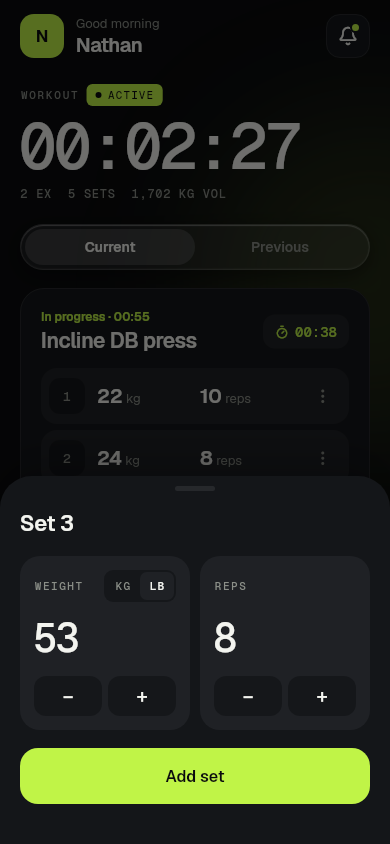 N
Good morning
Nathan
WORKOUT ACTIVE
00:02:27
2 EX 5 SETS 1,702 KG VOL
Current Previous
In progress · 00:55
Incline DB press
00:38
1 22 kg 10 reps
2 24 kg 8 reps
Set 3
WEIGHT KG LB
53
− +
REPS
8
− +
Add set